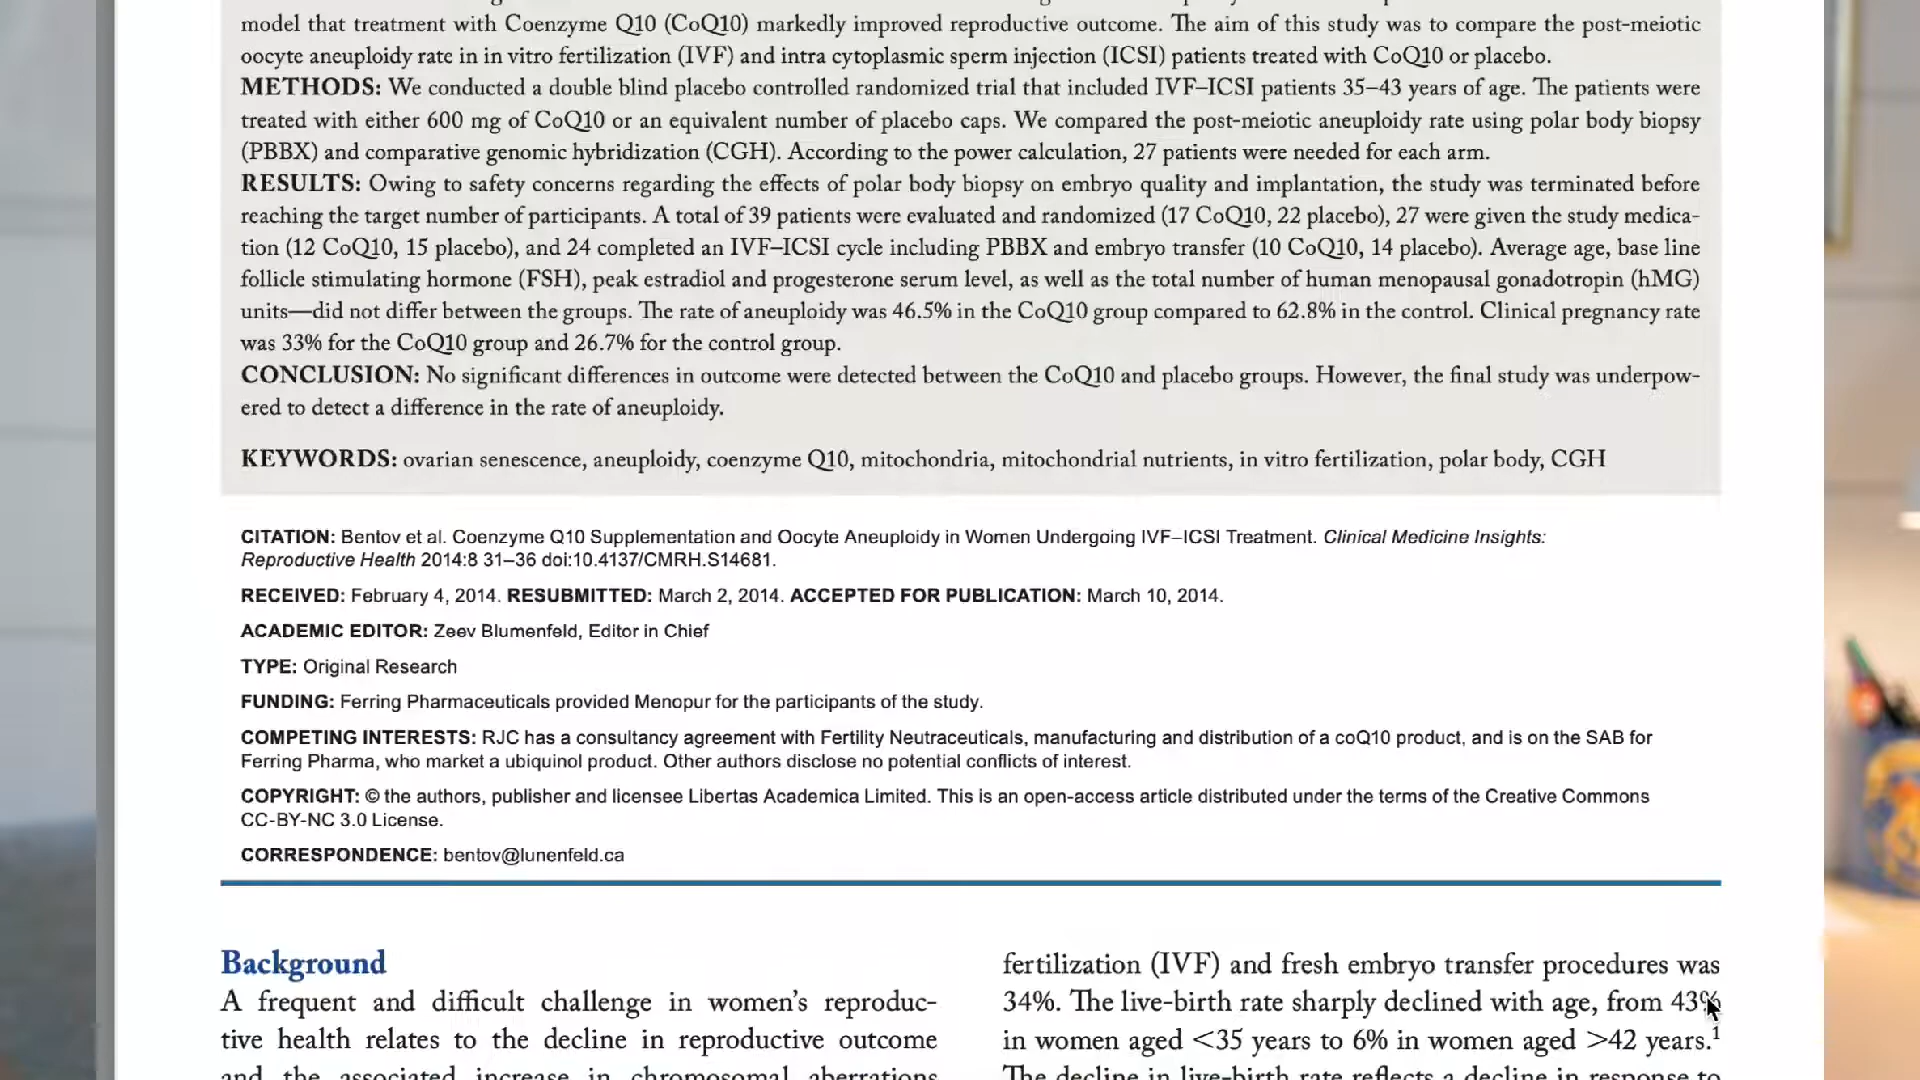 model that treatment with Coenzyme Q10 (CoQ10) markedly improved reproductive outcome. The aim of this study was to compare the post-meiotic
oocyte aneuploidy rate in in vitro fertilization (IVF) and intra cytoplasmic sperm injection (ICSI) patients treated with CoQ10 or placebo.
METHODS: We conducted a double blind placebo controlled randomized trial that included IVF–ICSI patients 35–43 years of age. The patients were
treated with either 600 mg of CoQ10 or an equivalent number of placebo caps. We compared the post-meiotic aneuploidy rate using polar body biopsy
(PBBX) and comparative genomic hybridization (CGH). According to the power calculation, 27 patients were needed for each arm.
RESULTS: Owing to safety concerns regarding the effects of polar body biopsy on embryo quality and implantation, the study was terminated before
reaching the target number of participants. A total of 39 patients were evaluated and randomized (17 CoQ10, 22 placebo), 27 were given the study medica-
tion (12 CoQ10, 15 placebo), and 24 completed an IVF–ICSI cycle including PBBX and embryo transfer (10 CoQ10, 14 placebo). Average age, base line
follicle stimulating hormone (FSH), peak estradiol and progesterone serum level, as well as the total number of human menopausal gonadotropin (hMG)
units—did not differ between the groups. The rate of aneuploidy was 46.5% in the CoQ10 group compared to 62.8% in the control. Clinical pregnancy rate
was 33% for the CoQ10 group and 26.7% for the control group.
CONCLUSION: No significant differences in outcome were detected between the CoQ10 and placebo groups. However, the final study was underpow-
ered to detect a difference in the rate of aneuploidy.
KEYWORDS: ovarian senescence, aneuploidy, coenzyme Q10, mitochondria, mitochondrial nutrients, in vitro fertilization, polar body, CGH
CITATION: Bentov et al. Coenzyme Q10 Supplementation and Oocyte Aneuploidy in Women Undergoing IVF–ICSI Treatment. Clinical Medicine Insights:
Reproductive Health 2014:8 31–36 doi:10.4137/CMRH.S14681.
RECEIVED: February 4, 2014. RESUBMITTED: March 2, 2014. ACCEPTED FOR PUBLICATION: March 10, 2014.
ACADEMIC EDITOR: Zeev Blumenfeld, Editor in Chief
TYPE: Original Research
FUNDING: Ferring Pharmaceuticals provided Menopur for the participants of the study.
COMPETING INTERESTS: RJC has a consultancy agreement with Fertility Neutraceuticals, manufacturing and distribution of a coQ10 product, and is on the SAB for
Ferring Pharma, who market a ubiquinol product. Other authors disclose no potential conflicts of interest.
COPYRIGHT: © the authors, publisher and licensee Libertas Academica Limited. This is an open-access article distributed under the terms of the Creative Commons
CC-BY-NC 3.0 License.
CORRESPONDENCE: bentov@lunenfeld.ca
Background
A frequent and difficult challenge in women's reproduc-
tive health relates to the decline in reproductive outcome
and the associated increase in chromosomal aberrations
fertilization (IVF) and fresh embryo transfer procedures was
34%. The live-birth rate sharply declined with age, from 43%
in women aged <35 years to 6% in women aged >42 years.¹
The decline in live-birth rate reflects a decline in response to